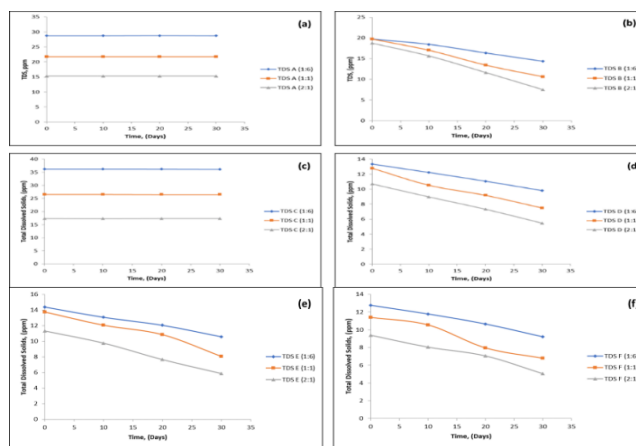 (a)
35
30
25
20
15
10
5
0
TDS, ppm
0 5 10 15 20 25 30 35
Time, (Days)
TDS A (1:6)
TDS A (1:1)
TDS A (2:1)
(b)
25
20
15
10
5
0
TDS, (ppm)
0 5 10 15 20 25 30 35
Time, (Days)
TDS B (1:6)
TDS B (1:1
TDS B (2:1
(c)
40
35
30
25
20
15
10
5
0
Total Dissolved Solids, (ppm)
0 5 10 15 20 25 30 35
Time, (Days)
TDS C (1:6)
TDS C (1:1)
TDS C (2:1)
(d)
16
14
12
10
8
6
4
2
0
Total Dissolved Solids, (ppm)
0 5 10 15 20 25 30 35
Time, (Days)
TDS D (1:6)
TDS D (1:1
TDS D (2:1
(e)
16
14
12
10
8
6
4
2
0
Total Dissolved Solids, (ppm)
0 5 10 15 20 25 30 35
Time, (Days)
TDS E (1:6)
TDS E (1:1)
TDS E (2:1)
(f)
14
12
10
8
6
4
2
0
Total Dissolved Solids, (ppm)
0 5 10 15 20 25 30 35
Time, (Days)
TDS F (1:6
TDS F (1:1
TDS F (2:1